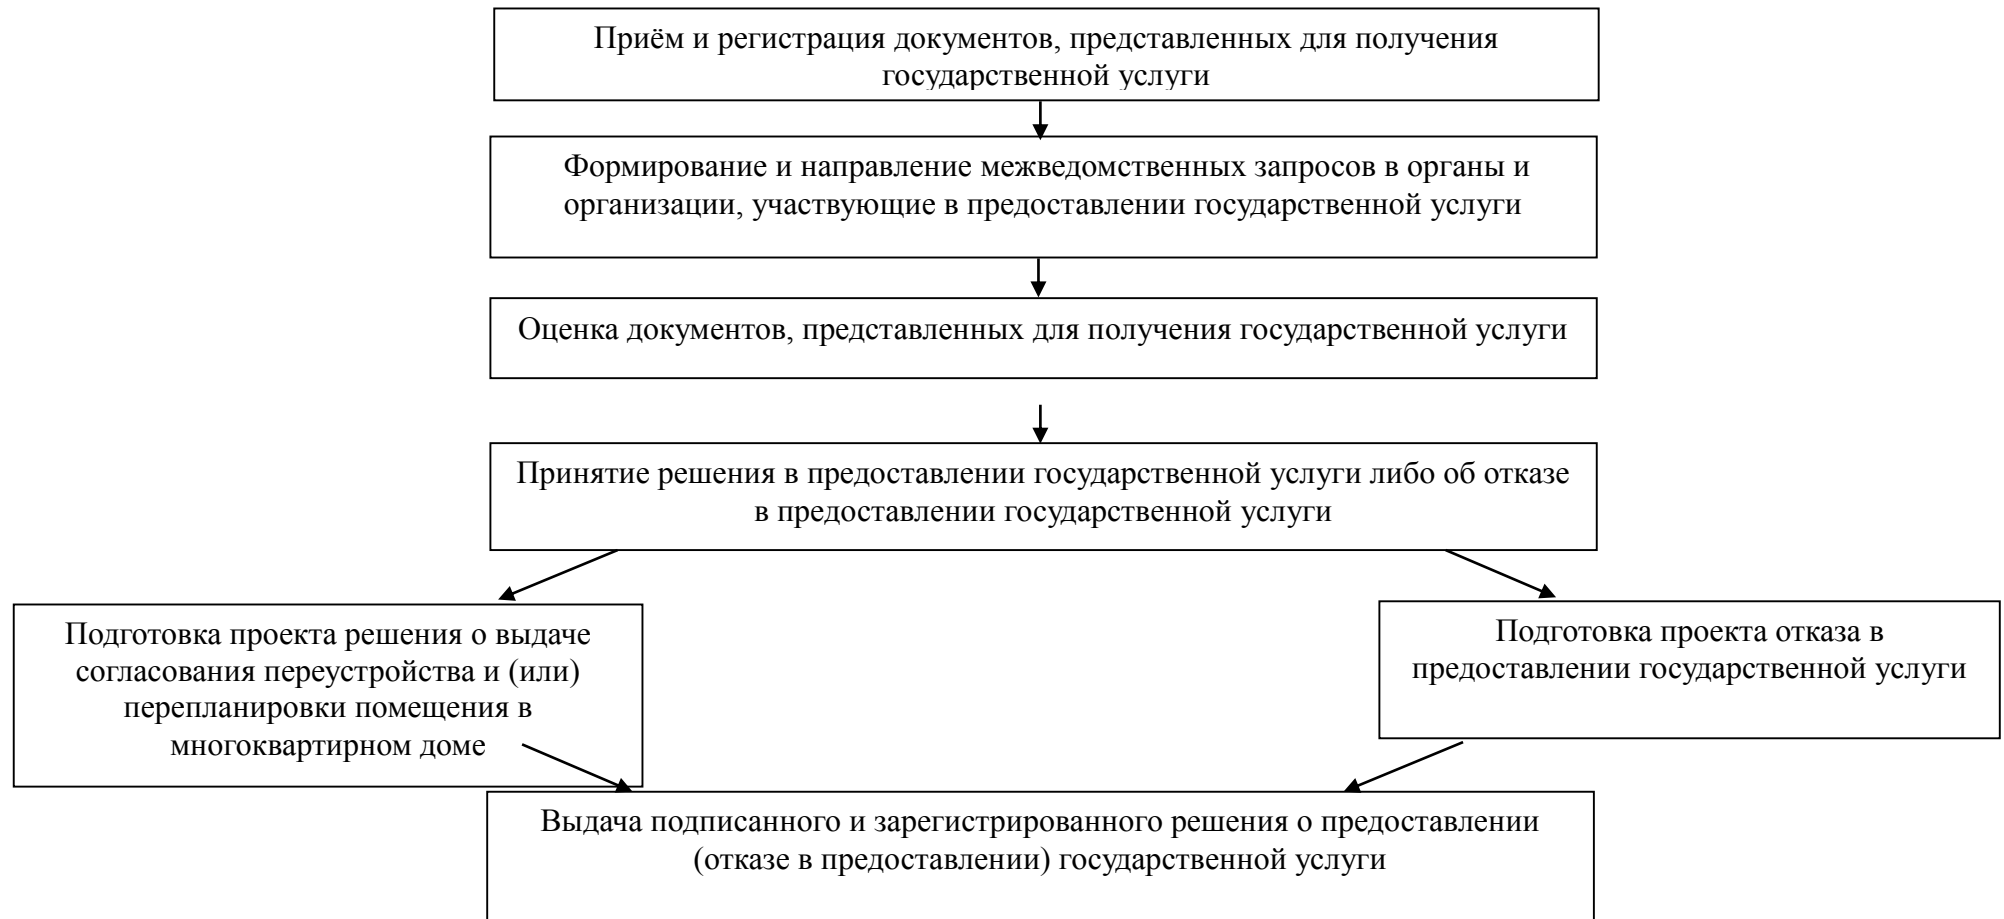 Приём и регистрация документов, представленных для получения
государственной услуги
Формирование и направление межведомственных запросов в органы и
организации, участвующие в предоставлении государственной услуги
Оценка документов, представленных для получения государственной услуги
Принятие решения в предоставлении государственной услуги либо об отказе
в предоставлении государственной услуги
Подготовка проекта решения о выдаче
согласования переустройства и (или)
перепланировки помещения в
многоквартирном доме
Подготовка проекта отказа в
предоставлении государственной услуги
Выдача подписанного и зарегистрированного решения о предоставлении
(отказе в предоставлении) государственной услуги